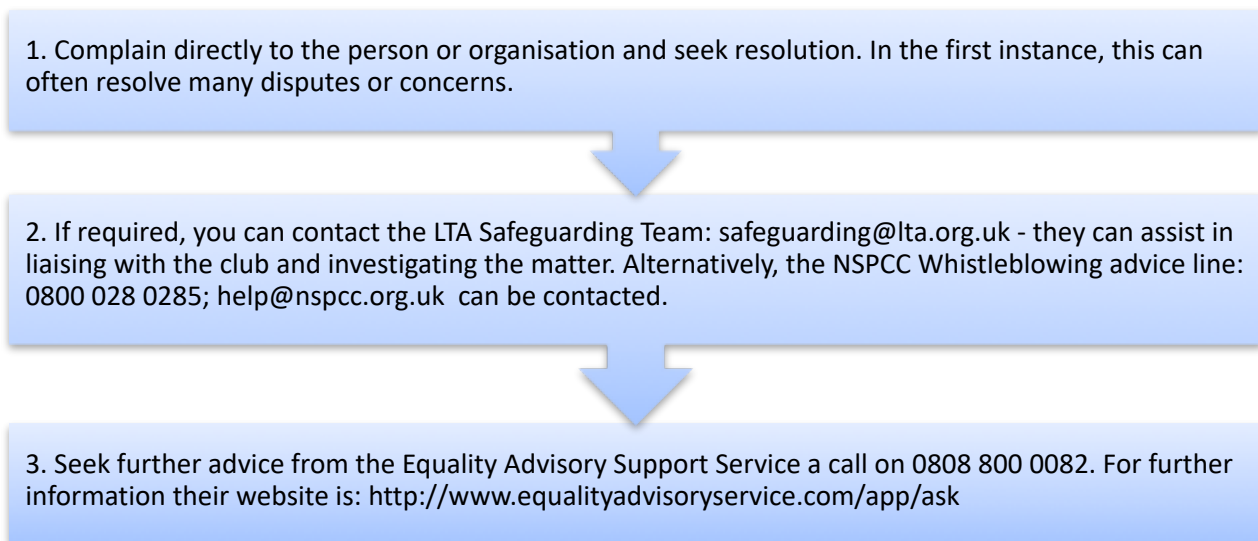 1. Complain directly to the person or organisation and seek resolution. In the first instance, this can
often resolve many disputes or concerns.
2. If required, you can contact the LTA Safeguarding Team: safeguarding@lta.org.uk - they can assist in
liaising with the club and investigating the matter. Alternatively, the NSPCC Whistleblowing advice line:
0800 028 0285; help@nspcc.org.uk  can be contacted.
3. Seek further advice from the Equality Advisory Support Service a call on 0808 800 0082. For further
information their website is: http://www.equalityadvisoryservice.com/app/ask